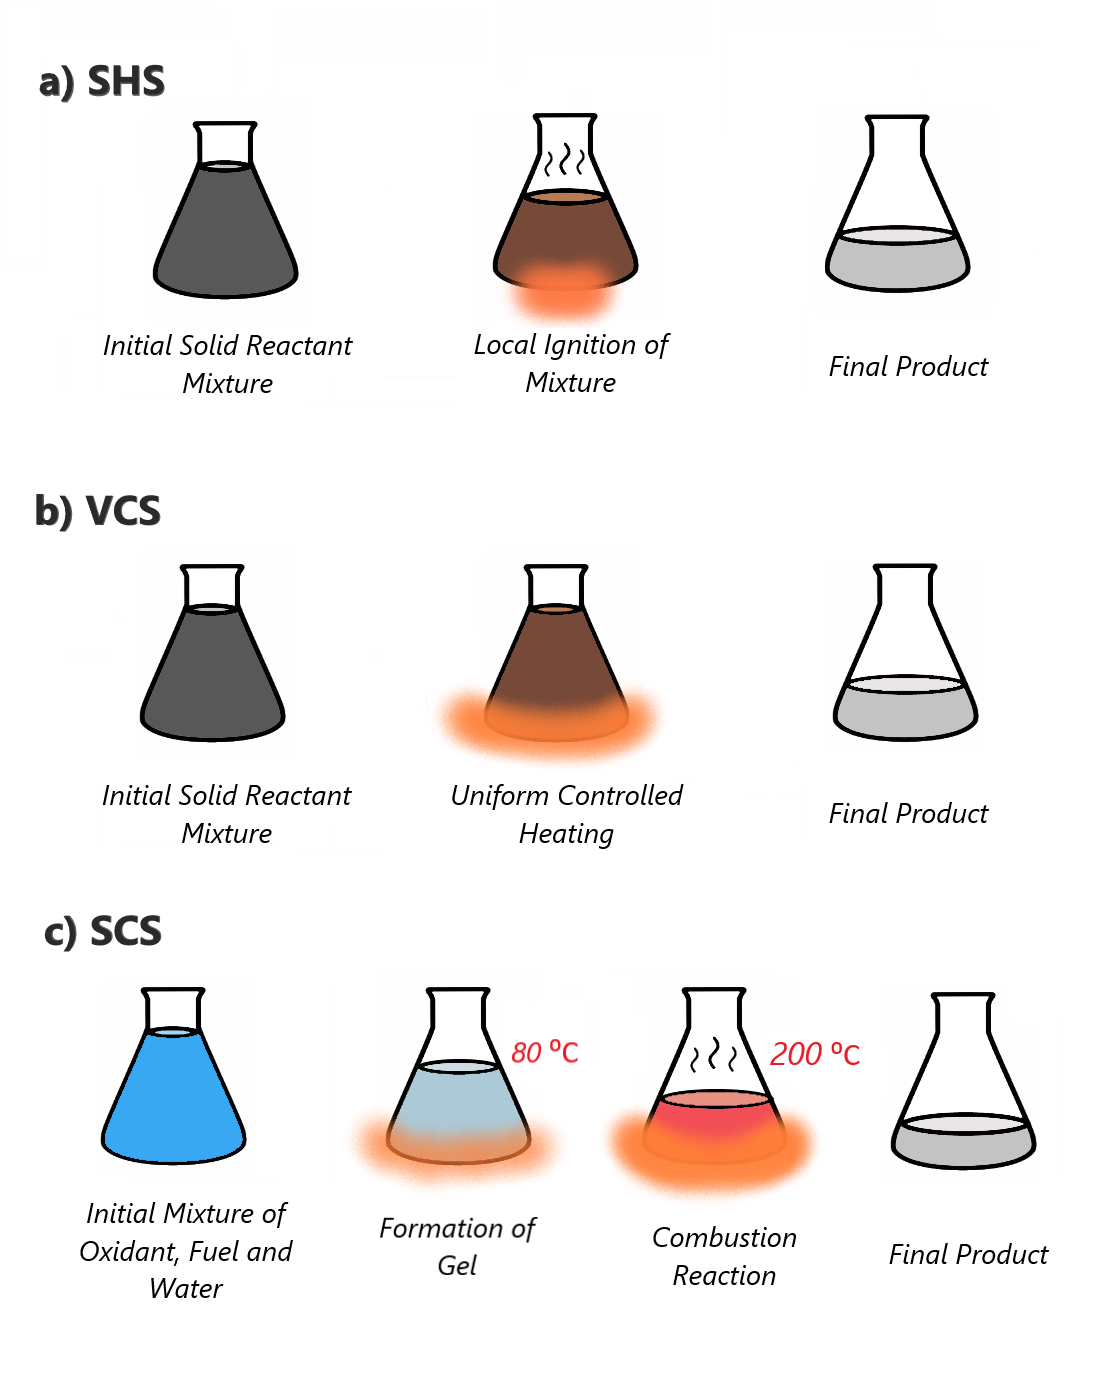 a) SHS
Initial Solid Reactant
Mixture
Local Ignition of
Mixture
Final Product
b) VCS
Initial Solid Reactant
Mixture
Uniform Controlled
Heating
Final Product
c) SCS
80 ºC
200 ºC
Initial Mixture of
Oxidant, Fuel and
Water
Formation of
Gel
Combustion
Reaction
Final Product